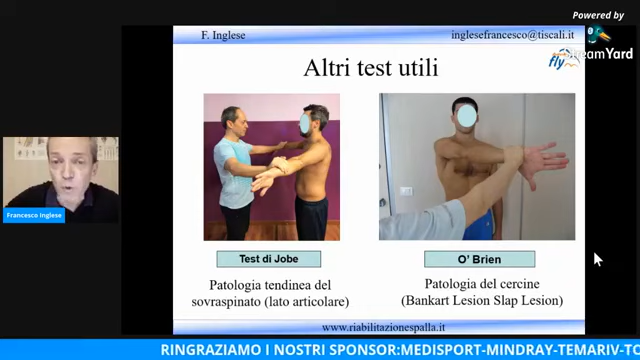 Powered by
StreamYard
F. Inglese
inglesefrancesco@tiscali.it
fly
Altri test utili
Francesco Inglese
Test di Jobe
O' Brien
Patologia tendinea del
sovraspinato (lato articolare)
Patologia del cercine
(Bankart Lesion Slap Lesion)
www.riabilitazionespalla.it
RINGRAZIAMO I NOSTRI SPONSOR:MEDISPORT-MINDRAY-TEMARIV-TO